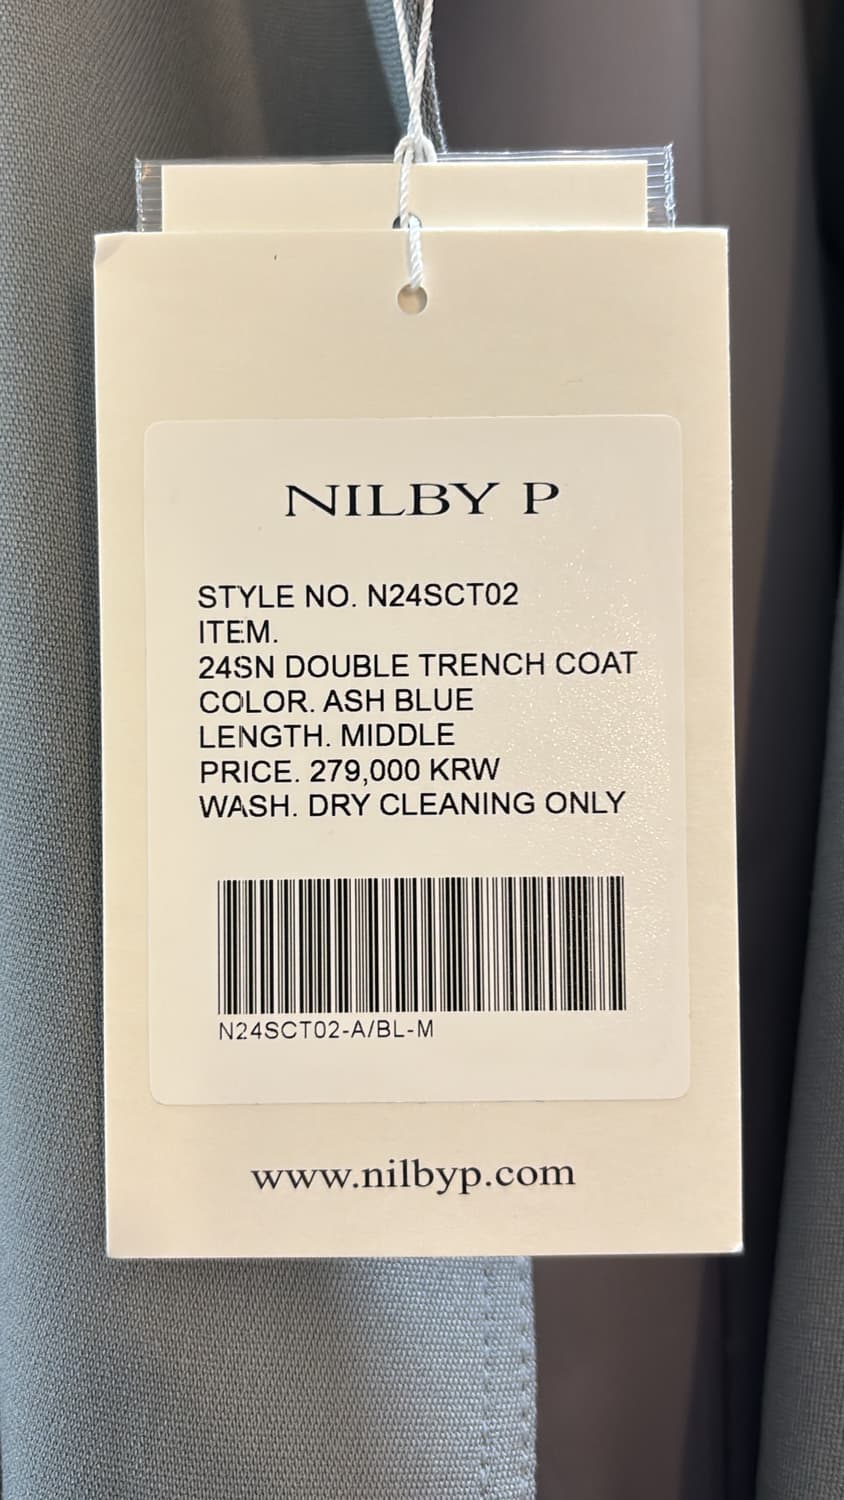 NILBY P
STYLE NO. N24SCT02
ITEM.
24SN DOUBLE TRENCH COAT
COLOR. ASH BLUE
LENGTH. MIDDLE
PRICE. 279,000 KRW
WASH. DRY CLEANING ONLY
N24SCT02-A/BL-M
www.nilbyp.com